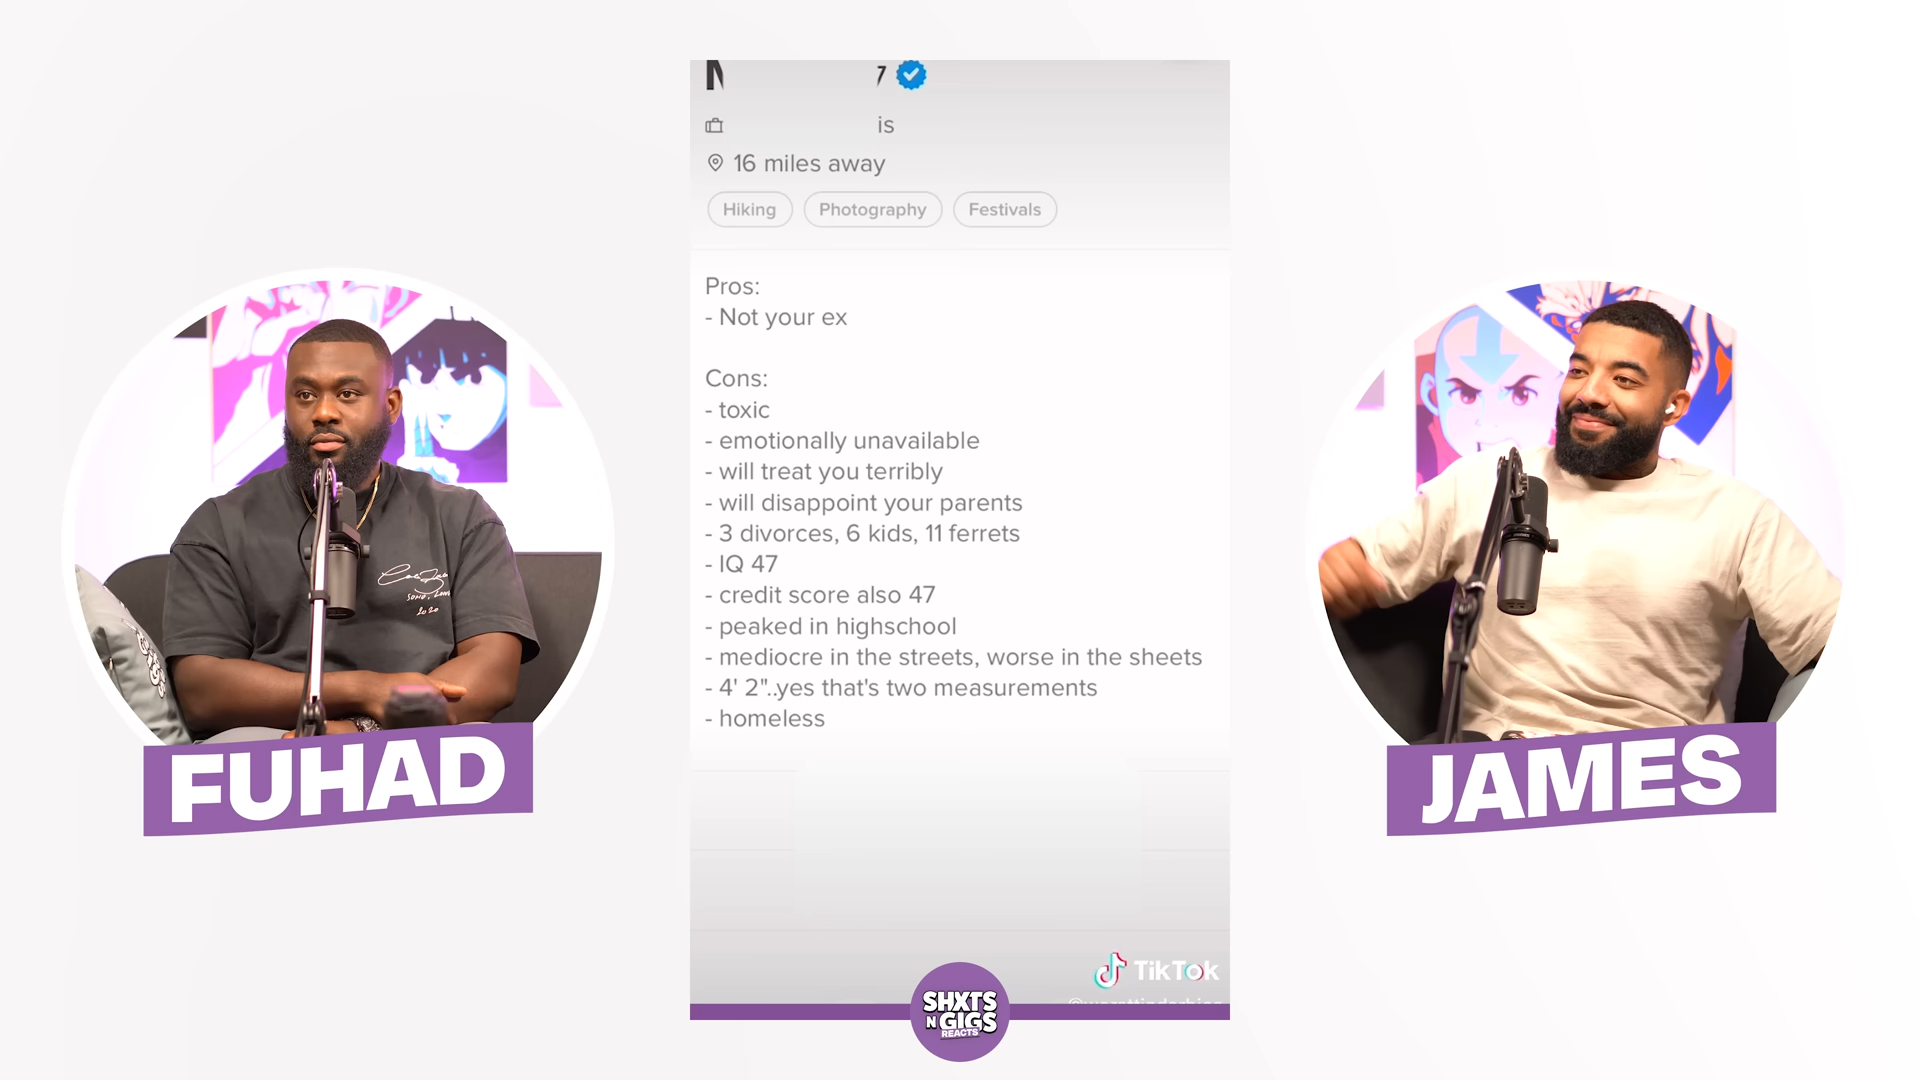 7
is
16 miles away
Hiking
Photography
Festivals
Pros:
- Not your ex
Cons:
- toxic
- emotionally unavailable
- will treat you terribly
- will disappoint your parents
- 3 divorces, 6 kids, 11 ferrets
- IQ 47
- credit score also 47
- peaked in highschool
- mediocre in the streets, worse in the sheets
- 4' 2"..yes that's two measurements
- homeless
FUHAD
JAMES
TikTok
SHXTS
N GIGS
REACTS
2020